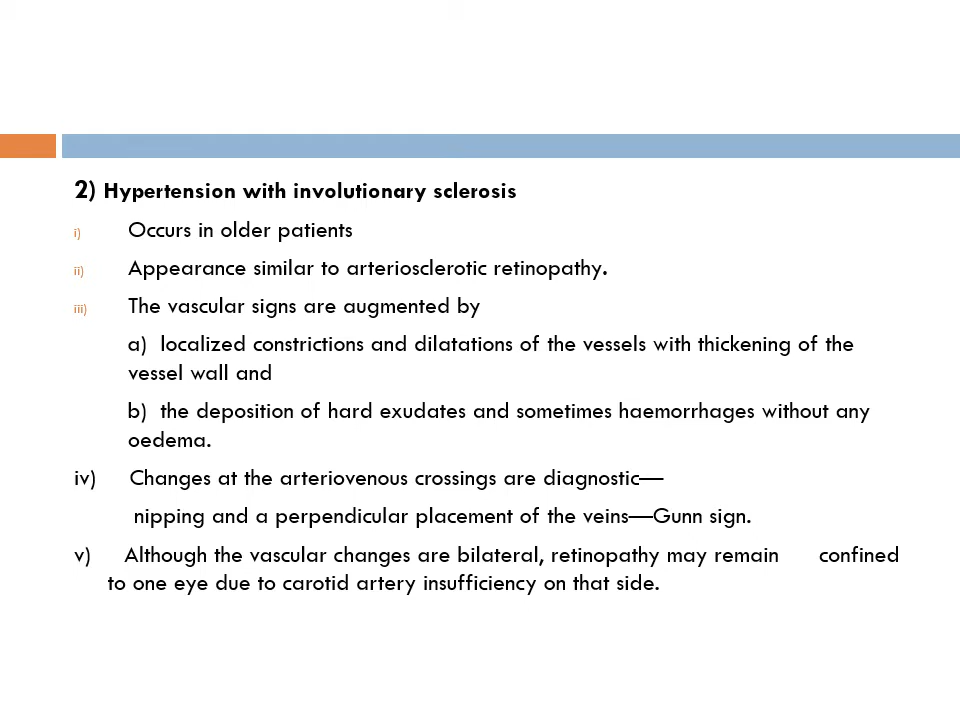 2) Hypertension with involutionary sclerosis
i) Occurs in older patients
ii) Appearance similar to arteriosclerotic retinopathy.
iii) The vascular signs are augmented by
a) localized constrictions and dilatations of the vessels with thickening of the
vessel wall and
b) the deposition of hard exudates and sometimes haemorrhages without any
oedema.
iv) Changes at the arteriovenous crossings are diagnostic—
nipping and a perpendicular placement of the veins—Gunn sign.
v) Although the vascular changes are bilateral, retinopathy may remain confined
to one eye due to carotid artery insufficiency on that side.